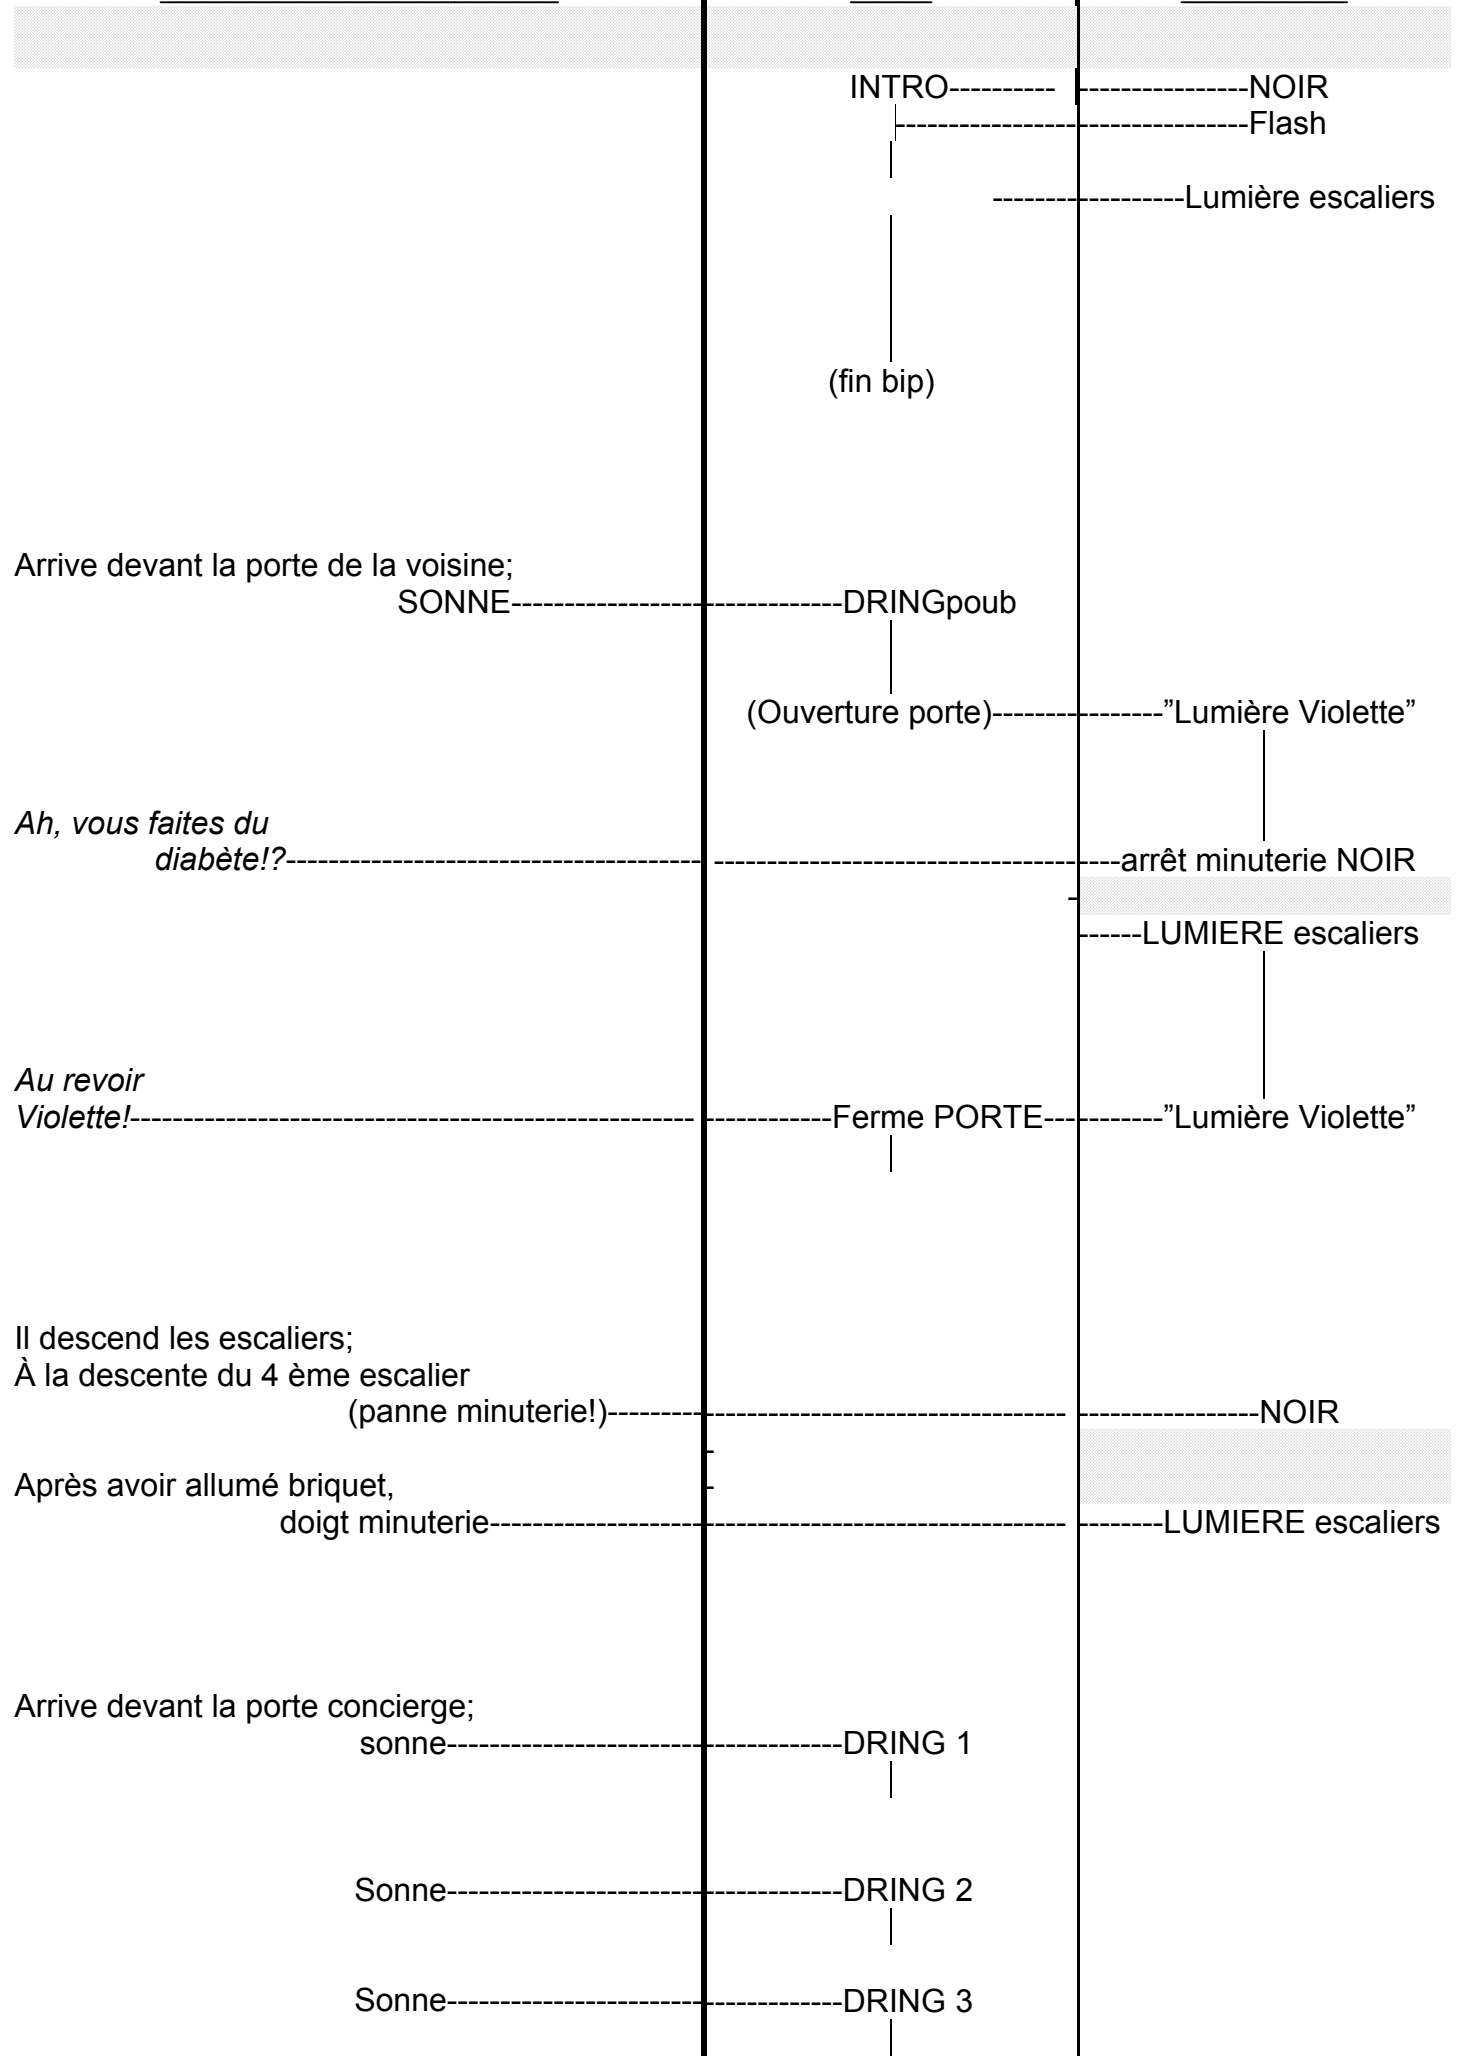 INTRO---------- ----------------NOIR
---------------------------------Flash
------------------Lumière escaliers
(fin bip)
Arrive devant la porte de la voisine;
SONNE-------------------------------DRINGpoub
(Ouverture porte)----------------”Lumière Violette”
Ah, vous faites du
diabète!?--------------------------------------- --------------------------------------arrêt minuterie NOIR
-
------LUMIERE escaliers
Au revoir
Violette!----------------------------------------------------- ------------Ferme PORTE-----------”Lumière Violette”
Il descend les escaliers;
À la descente du 4 ème escalier
(panne minuterie!)------------------------------------------- -----------------NOIR
-
Après avoir allumé briquet, -
doigt minuterie------------------------------------------------------ --------LUMIERE escaliers
Arrive devant la porte concierge;
sonne-------------------------------------DRING 1
Sonne-------------------------------------DRING 2
Sonne-------------------------------------DRING 3